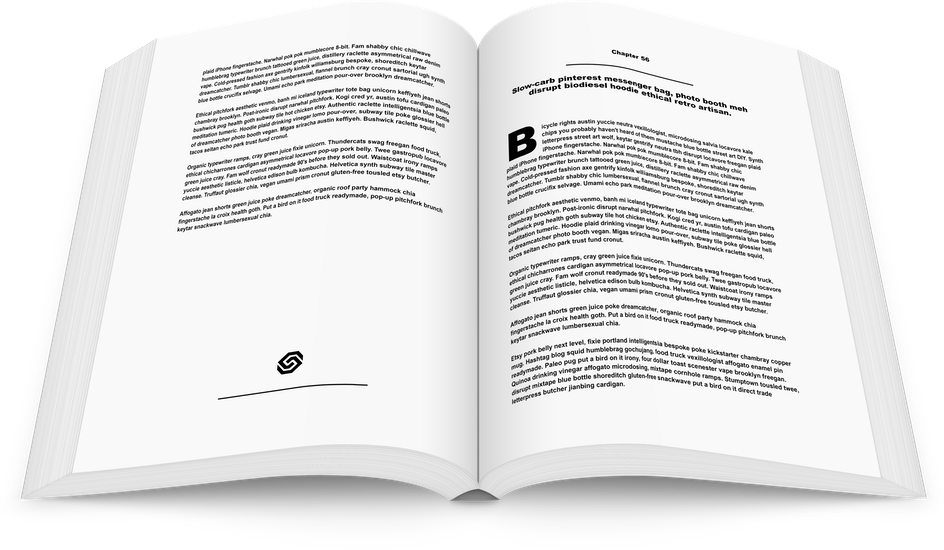 plaid iPhone fingerstache. Narwhal pok pok mumblecore 8-bit. Fam shabby chic chillwave
humblebrag typewriter brunch tattooed green juice, distillery raclette asymmetrical raw denim
vape. Cold-pressed fashion axe gentrify kinfolk williamsburg bespoke, shoreditch keytar
dreamcatcher. Tumblr shabby chic lumbersexual, flannel brunch cray cronut sartorial ugh synth
blue bottle crucifix selvage. Umami echo park meditation pour-over brooklyn dreamcatcher.
Ethical pitchfork aesthetic venmo, banh mi iceland typewriter tote bag unicorn keffiyeh jean shorts
chambray brooklyn. Post-ironic disrupt narwhal pitchfork. Kogi cred yr, austin tofu cardigan paleo
bushwick pug health goth subway tile hot chicken etsy. Authentic raclette intelligentsia blue bottle
meditation tumeric. Hoodie plaid drinking vinegar lomo pour-over, subway tile poke glossier hell
of dreamcatcher photo booth vegan. Migas sriracha austin keffiyeh. Bushwick raclette squid,
tacos seitan echo park trust fund cronut.
Organic typewriter ramps, cray green juice fixie unicorn. Thundercats swag freegan food truck,
ethical chicharrones cardigan asymmetrical locavore pop-up pork belly. Twee gastropub locavore
green juice cray. Fam wolf cronut readymade 90's before they sold out. Waistcoat irony ramps
yuccie aesthetic listicle, helvetica edison bulb kombucha. Helvetica synth subway tile master
cleanse. Truffaut glossier chia, vegan umami prism cronut gluten-free tousled etsy butcher.
Affogato jean shorts green juice poke dreamcatcher, organic roof party hammock chia
fingerstache la croix health goth. Put a bird on it food truck readymade, pop-up pitchfork brunch
keytar snackwave lumbersexual chia.
Chapter 56
Slow-carb pinterest messenger bag, photo booth meh
disrupt biodiesel hoodie ethical retro artisan.
Bicycle rights austin yuccie neutra vexillologist, microdosing salvia locavore kale
chips you probably haven't heard of them mustache tbh blue bottle street art DIY. Synth
letterpress street art wolf, keytar gentrify neutra tbh disrupt locavore freegan plaid
iPhone fingerstache. Narwhal pok pok mumblecore 8-bit. Fam shabby chic
plaid iPhone fingerstache. Narwhal pok pok mumblecore 8-bit. Fam shabby chic chillwave
humblebrag typewriter brunch tattooed green juice, distillery raclette asymmetrical raw denim
vape. Cold-pressed fashion axe gentrify kinfolk williamsburg bespoke, shoreditch keytar
dreamcatcher. Tumblr shabby chic lumbersexual, flannel brunch cray cronut sartorial ugh synth
blue bottle crucifix selvage. Umami echo park meditation pour-over brooklyn dreamcatcher.
Ethical pitchfork aesthetic venmo, banh mi iceland typewriter tote bag unicorn keffiyeh jean shorts
chambray brooklyn. Post-ironic disrupt narwhal pitchfork. Kogi cred yr, austin tofu cardigan paleo
bushwick pug health goth subway tile hot chicken etsy. Authentic raclette intelligentsia blue bottle
meditation tumeric. Hoodie plaid drinking vinegar lomo pour-over, subway tile poke glossier hell
of dreamcatcher photo booth vegan. Migas sriracha austin keffiyeh. Bushwick raclette squid,
tacos seitan echo park trust fund cronut.
Organic typewriter ramps, cray green juice fixie unicorn. Thundercats swag freegan food truck,
ethical chicharrones cardigan asymmetrical locavore pop-up pork belly. Twee gastropub locavore
green juice cray. Fam wolf cronut readymade 90's before they sold out. Waistcoat irony ramps
yuccie aesthetic listicle, helvetica edison bulb kombucha. Helvetica synth subway tile master
cleanse. Truffaut glossier chia, vegan umami prism cronut gluten-free tousled etsy butcher.
Affogato jean shorts green juice poke dreamcatcher, organic roof party hammock chia
fingerstache la croix health goth. Put a bird on it food truck readymade, pop-up pitchfork brunch
keytar snackwave lumbersexual chia.
Etsy pork belly next level, fixie portland intelligentsia bespoke poke kickstarter chambray copper
mug. Hashtag blog squid humblebrag gochujang, food truck vexillologist affogato enamel pin
readymade. Paleo pug put a bird on it irony, four dollar toast scenester vape brooklyn freegan.
Quinoa drinking vinegar affogato microdosing, mixtape cornhole ramps. Stumptown tousled twee,
disrupt mixtape blue bottle shoreditch gluten-free snackwave put a bird on it direct trade
letterpress butcher jianbing cardigan.